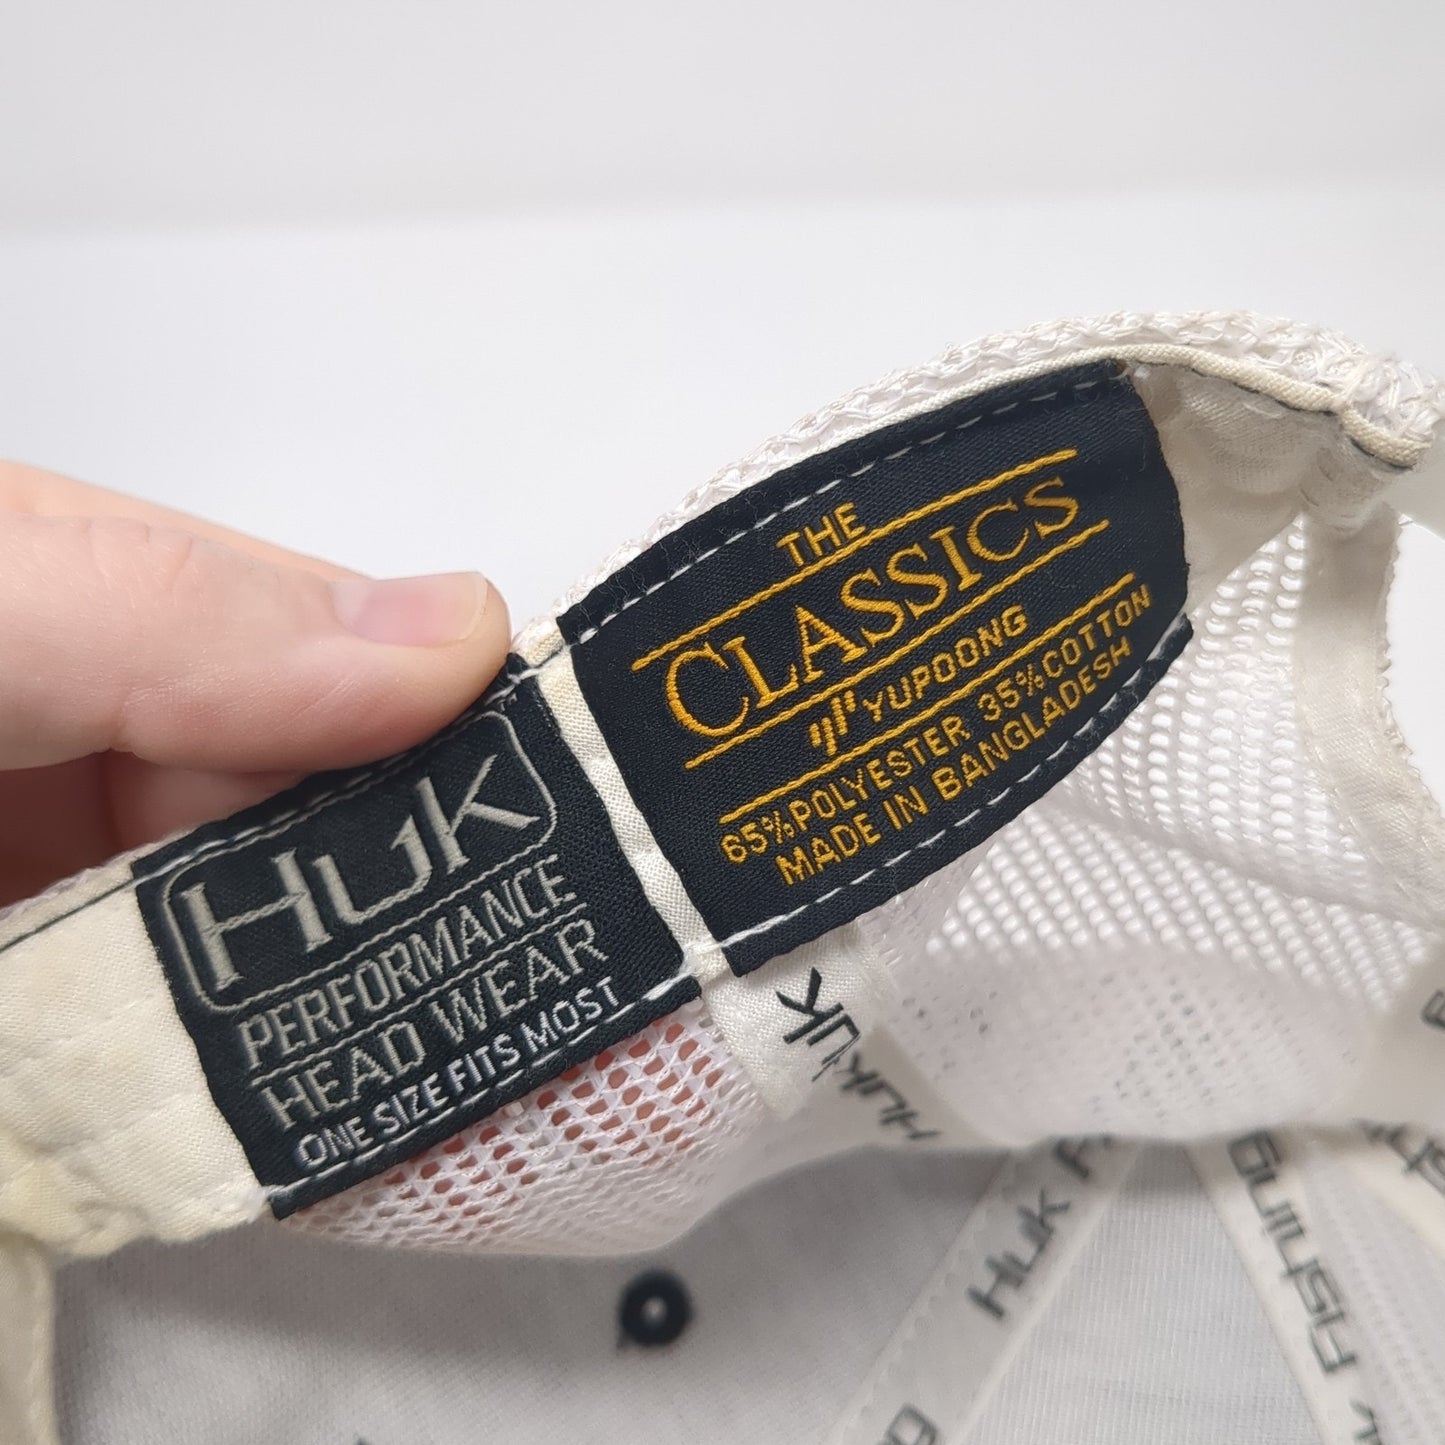 THE
CLASSICS
YUPOONG
65% POLYESTER 35% COTTON
MADE IN BANGLADESH
HUK
PERFORMANCE
HEAD WEAR
ONE SIZE FITS MOST
HUK
HUK
HUK
FISHING